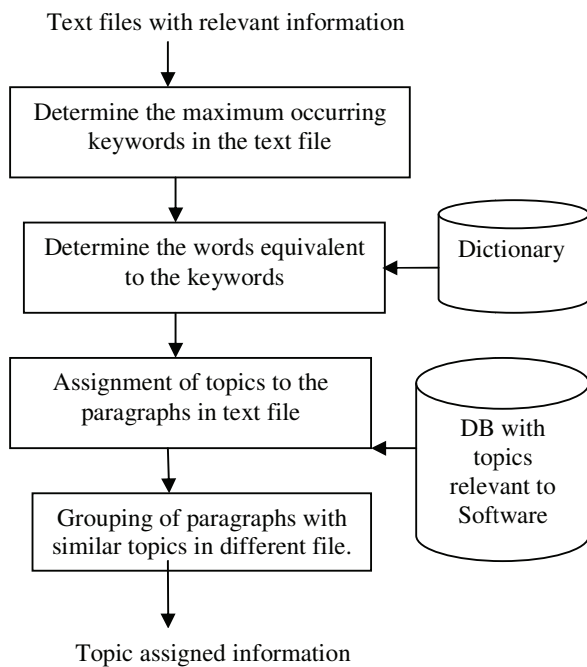 Text files with relevant information
Determine the maximum occurring
keywords in the text file
Determine the words equivalent
to the keywords
Dictionary
Assignment of topics to the
paragraphs in text file
DB with
topics
relevant to
Software
Grouping of paragraphs with
similar topics in different file.
Topic assigned information